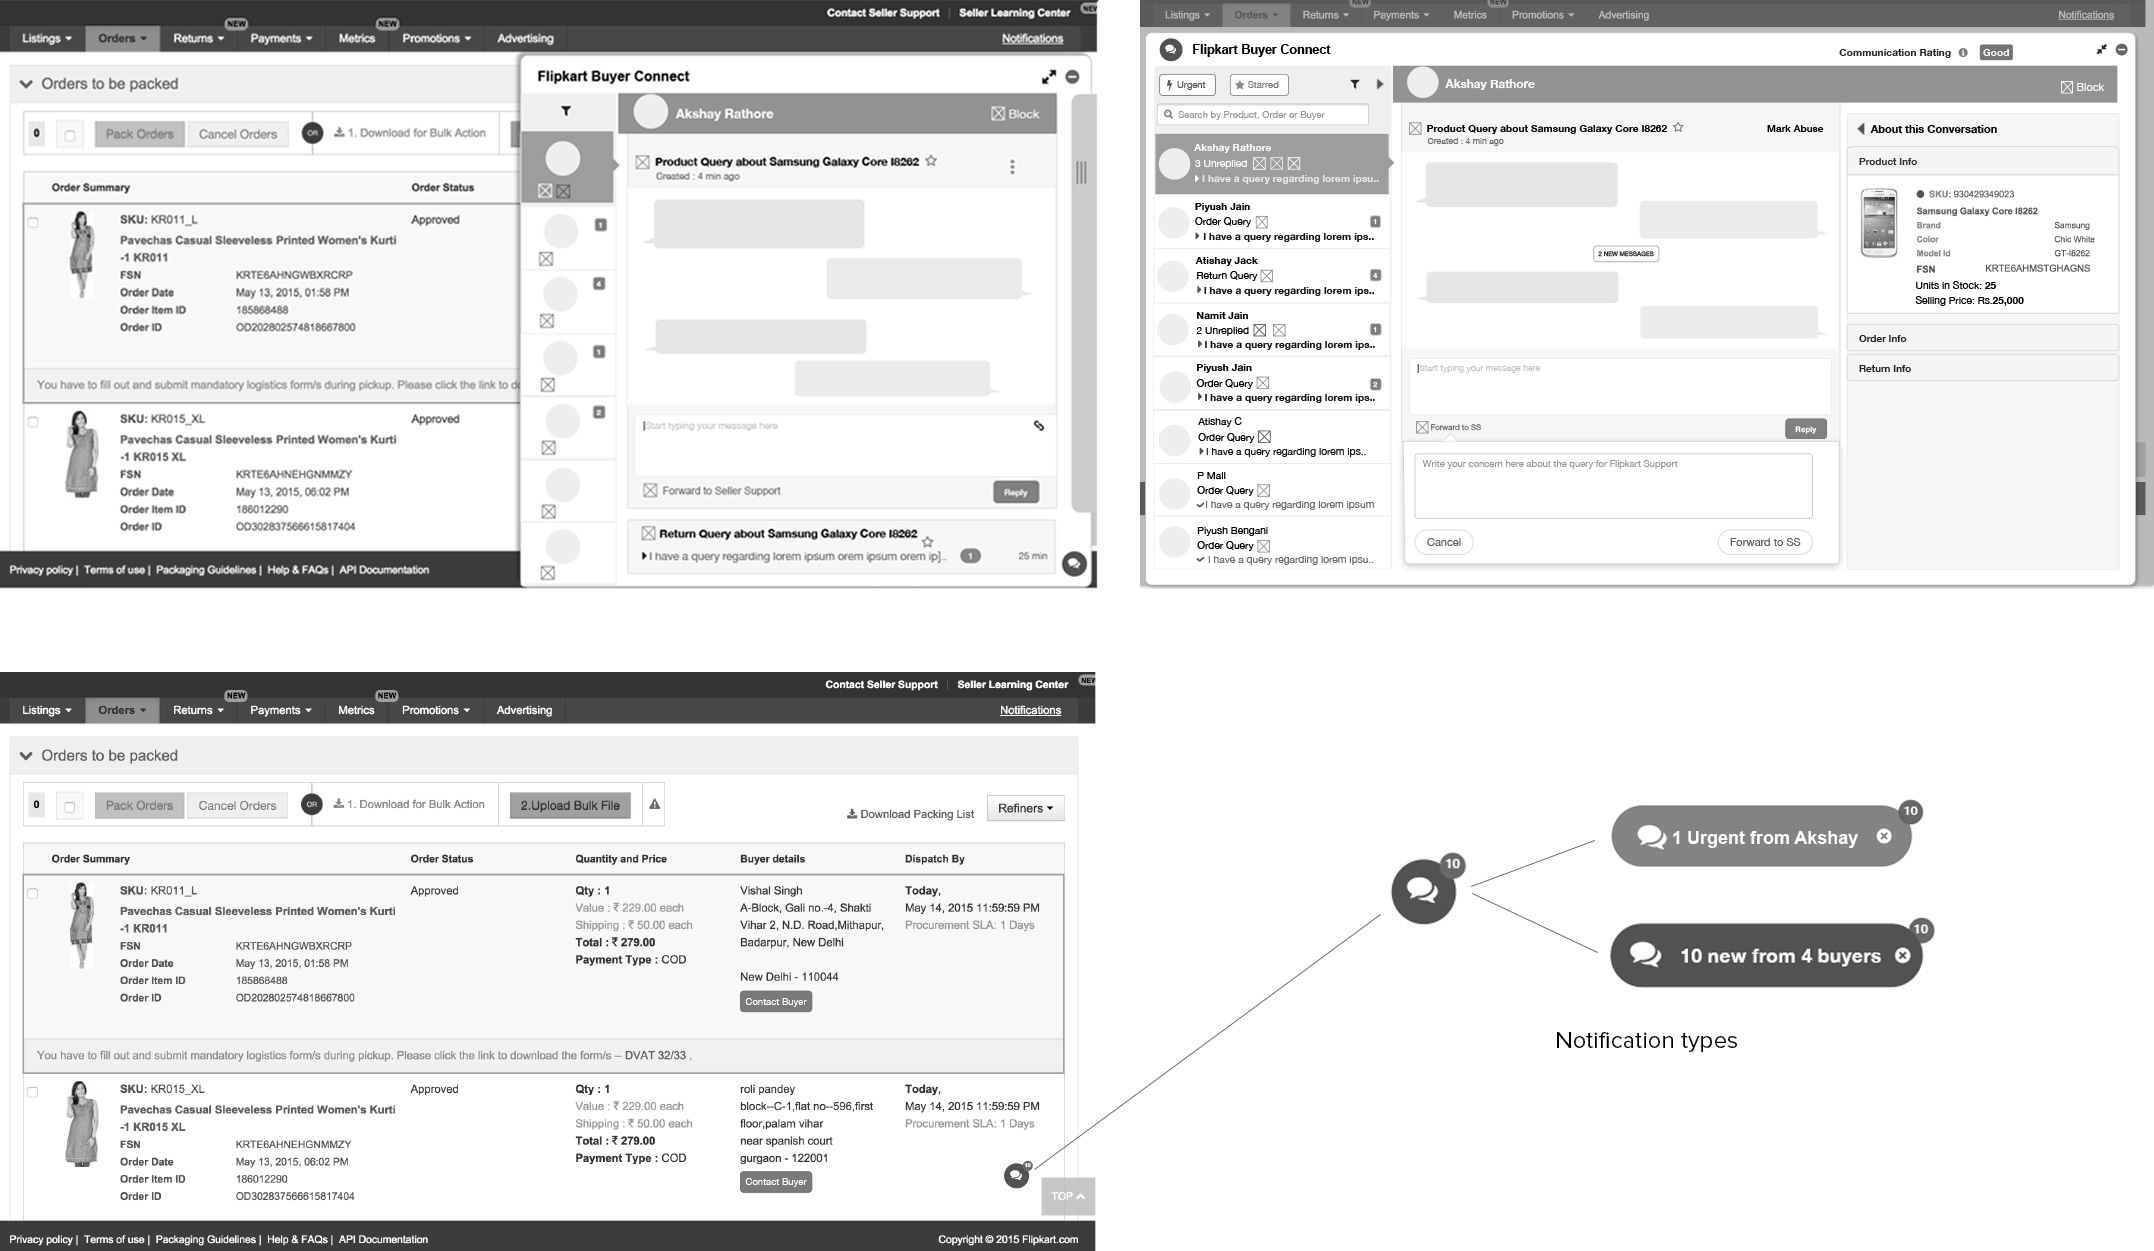 Contact Seller Support | Seller Learning Center NEW
Listings Orders Returns NEW Payments Metrics NEW Promotions Advertising Notifications
Orders to be packed
0 Pack Orders Cancel Orders OR 1. Download for Bulk Action
Order Summary Order Status
SKU: KR011_L Approved
Pavechas Casual Sleeveless Printed Women's Kurti
-1 KR011
FSN KRTE6AHNGWBXRCRP
Order Date May 13, 2015, 01:58 PM
Order Item ID 185868488
Order ID OD202802574818667800
You have to fill out and submit mandatory logistics form/s during pickup. Please click the link to do
SKU: KR015_XL Approved
Pavechas Casual Sleeveless Printed Women's Kurti
-1 KR015 XL
FSN KRTE6AHNEHGNMMZY
Order Date May 13, 2015, 06:02 PM
Order Item ID 186012290
Order ID OD302837566615817404
Privacy policy | Terms of use | Packaging Guidelines | Help & FAQs | API Documentation
Flipkart Buyer Connect
Akshay Rathore Block
Product Query about Samsung Galaxy Core I8262
Created : 4 min ago
1
4
1
2
Start typing your message here
Forward to Seller Support Reply
Return Query about Samsung Galaxy Core I8262
I have a query regarding lorem ipsum orem ipsum orem ip].. 1 25 min
Listings Orders Returns NEW Payments Metrics NEW Promotions Advertising Notifications
Flipkart Buyer Connect Communication Rating Good
Urgent Starred
Search by Product, Order or Buyer
Akshay Rathore
3 Unreplied
I have a query regarding lorem ipsu..
Piyush Jain
Order Query 1
I have a query regarding lorem ips..
Atishay Jack
Return Query 4
I have a query regarding lorem ips..
Namit Jain
2 Unreplied 1
I have a query regarding lorem ips..
Piyush Jain
Order Query 2
I have a query regarding lorem ips..
Atishay C
Order Query
I have a query regarding lorem ips..
P Mall
Order Query
I have a query regarding lorem ipsum
Piyush Bengani
Order Query
I have a query regarding lorem ipsu..
Akshay Rathore Block
Product Query about Samsung Galaxy Core I8262 Mark Abuse
Created : 4 min ago
2 NEW MESSAGES
Start typing your message here
Forward to SS Reply
Write your concern here about the query for Flipkart Support
Cancel Forward to SS
About this Conversation
Product Info
SKU: 930429349023
Samsung Galaxy Core I8262
Brand Samsung
Color Chic White
Model Id GT-I8262
FSN KRTE6AHMSTGHAGNS
Units in Stock: 25
Selling Price: Rs.25,000
Order Info
Return Info
Contact Seller Support | Seller Learning Center NEW
Listings Orders Returns NEW Payments Metrics NEW Promotions Advertising Notifications
Orders to be packed
0 Pack Orders Cancel Orders OR 1. Download for Bulk Action 2.Upload Bulk File Download Packing List Refiners
Order Summary Order Status Quantity and Price Buyer details Dispatch By
SKU: KR011_L Approved Qty : 1 Vishal Singh Today,
Pavechas Casual Sleeveless Printed Women's Kurti Value : ₹ 229.00 each A-Block, Gali no.-4, Shakti May 14, 2015 11:59:59 PM
-1 KR011 Shipping : ₹ 50.00 each Vihar 2, N.D. Road,Mithapur, Procurement SLA: 1 Days
FSN KRTE6AHNGWBXRCRP Total : ₹ 279.00 Badarpur, New Delhi
Order Date May 13, 2015, 01:58 PM Payment Type : COD
Order Item ID 185868488 New Delhi - 110044
Order ID OD202802574818667800 Contact Buyer
You have to fill out and submit mandatory logistics form/s during pickup. Please click the link to download the form/s -- DVAT 32/33 ,
SKU: KR015_XL Approved Qty : 1 roli pandey Today,
Pavechas Casual Sleeveless Printed Women's Kurti Value : ₹ 229.00 each block--C-1,flat no--596,first May 14, 2015 11:59:59 PM
-1 KR015 XL Shipping : ₹ 50.00 each floor,palam vihar Procurement SLA: 1 Days
FSN KRTE6AHNEHGNMMZY Total : ₹ 279.00 near spanish court
Order Date May 13, 2015, 06:02 PM Payment Type : COD gurgaon - 122001
Order Item ID 186012290 Contact Buyer 10
Order ID OD302837566615817404 TOP
Privacy policy | Terms of use | Packaging Guidelines | Help & FAQs | API Documentation Copyright © 2015 Flipkart.com
10
1 Urgent from Akshay 10
10 new from 4 buyers 10
Notification types